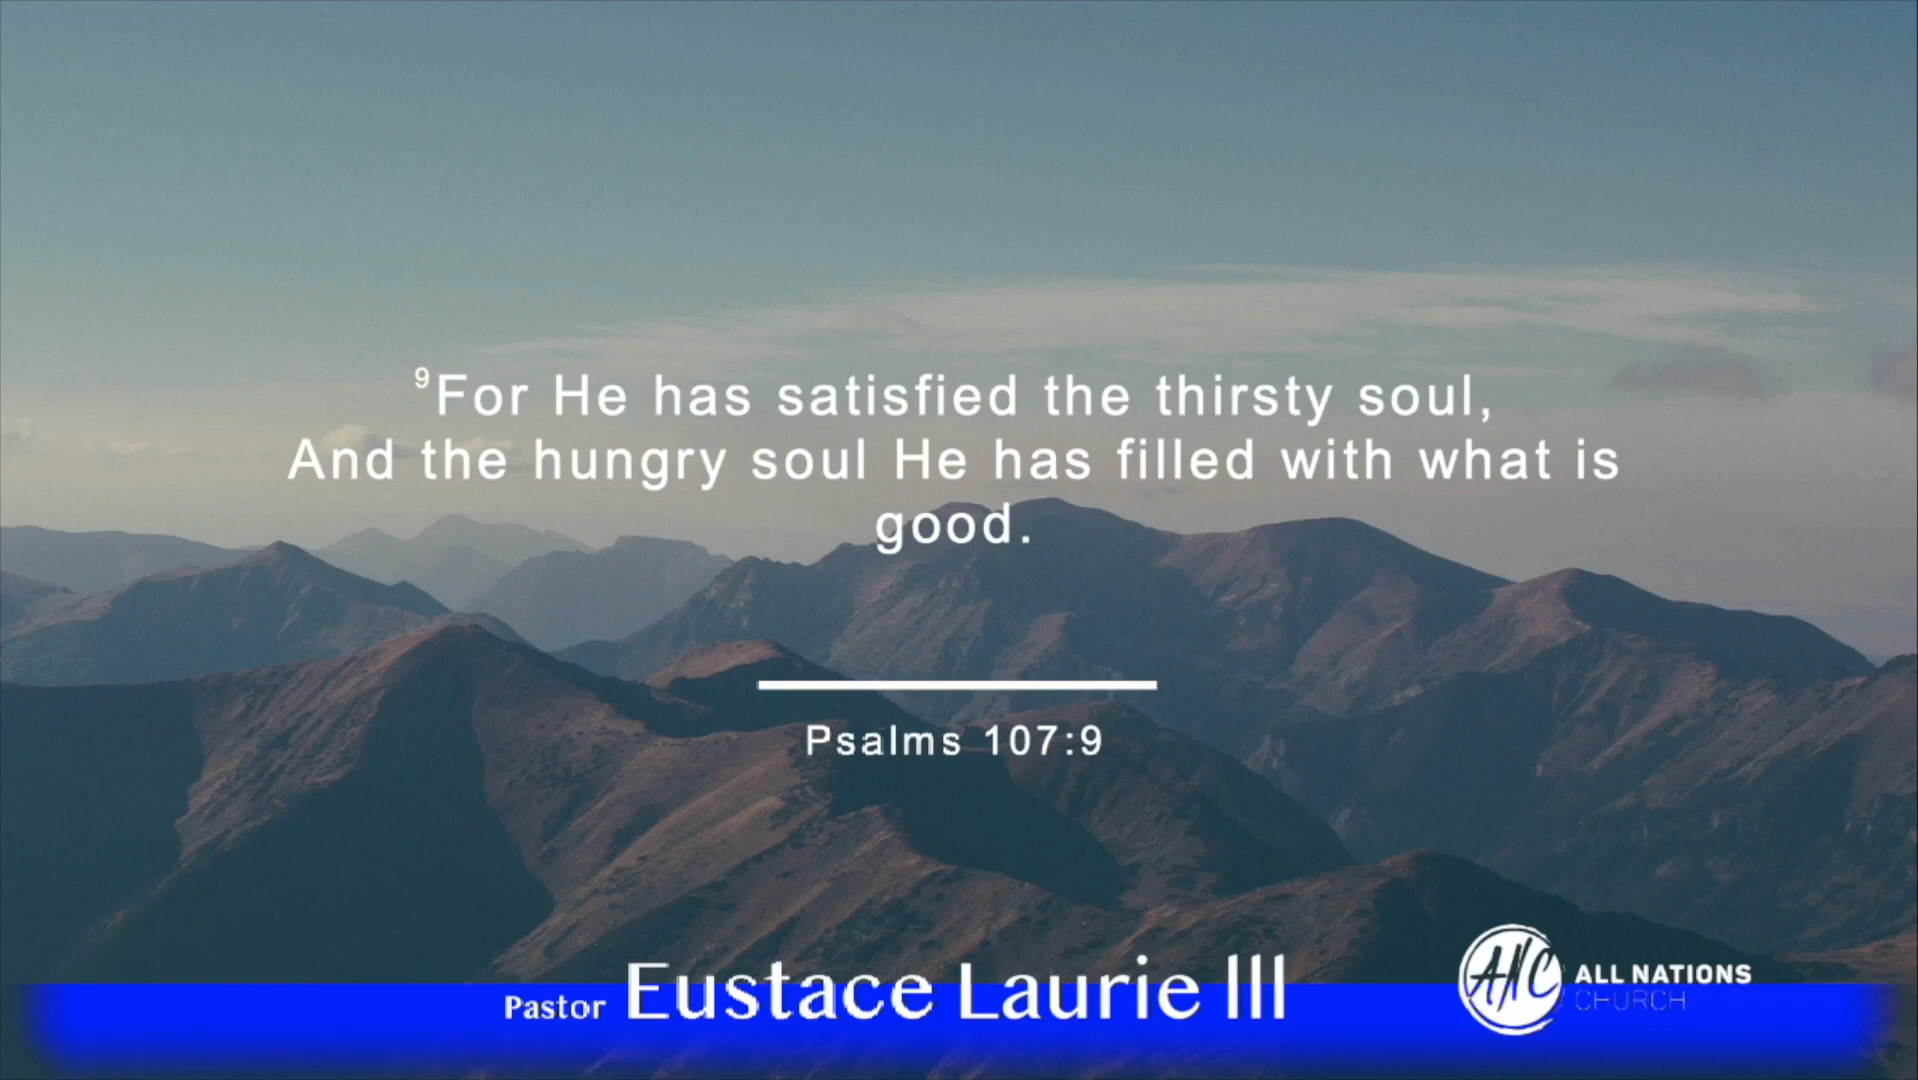 ⁹For He has satisfied the thirsty soul,
And the hungry soul He has filled with what is
good.
Psalms 107:9
Pastor Eustace Laurie III
ANC
ALL NATIONS
CHURCH